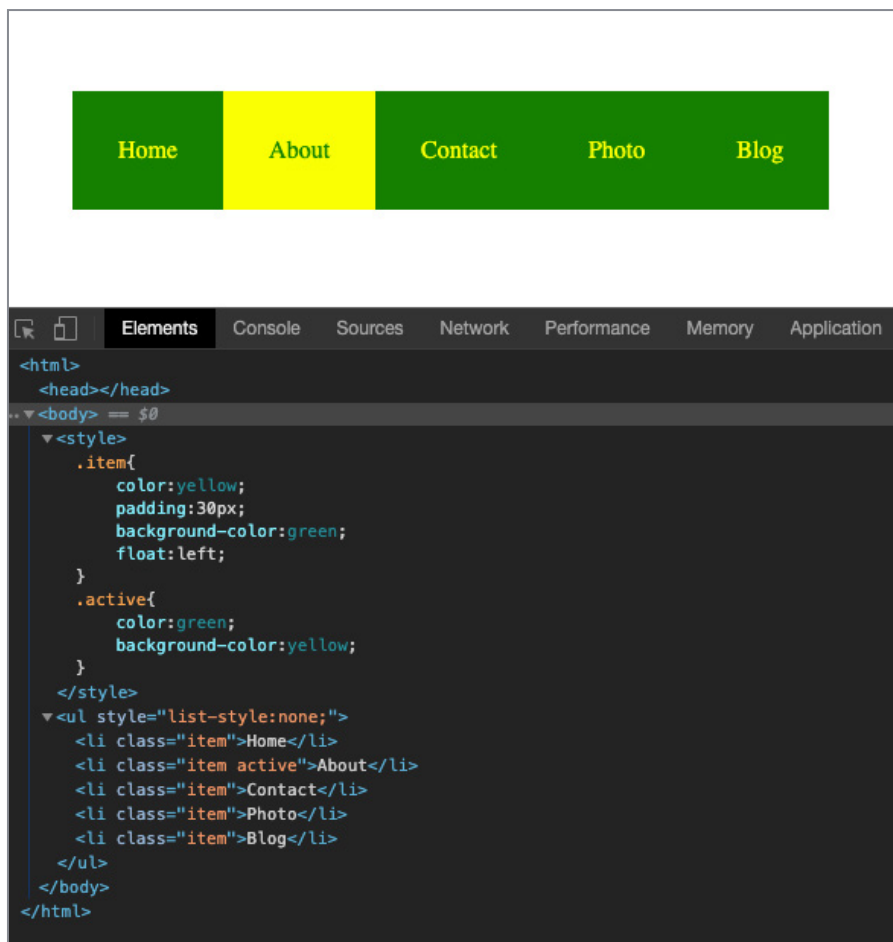 Home About Contact Photo Blog
Elements Console Sources Network Performance Memory Application
<html>
<head></head>
<body> == $0
<style>
.item{
color:yellow;
padding:30px;
background-color:green;
float:left;
}
.active{
color:green;
background-color:yellow;
}
</style>
<ul style="list-style:none;">
<li class="item">Home</li>
<li class="item active">About</li>
<li class="item">Contact</li>
<li class="item">Photo</li>
<li class="item">Blog</li>
</ul>
</body>
</html>